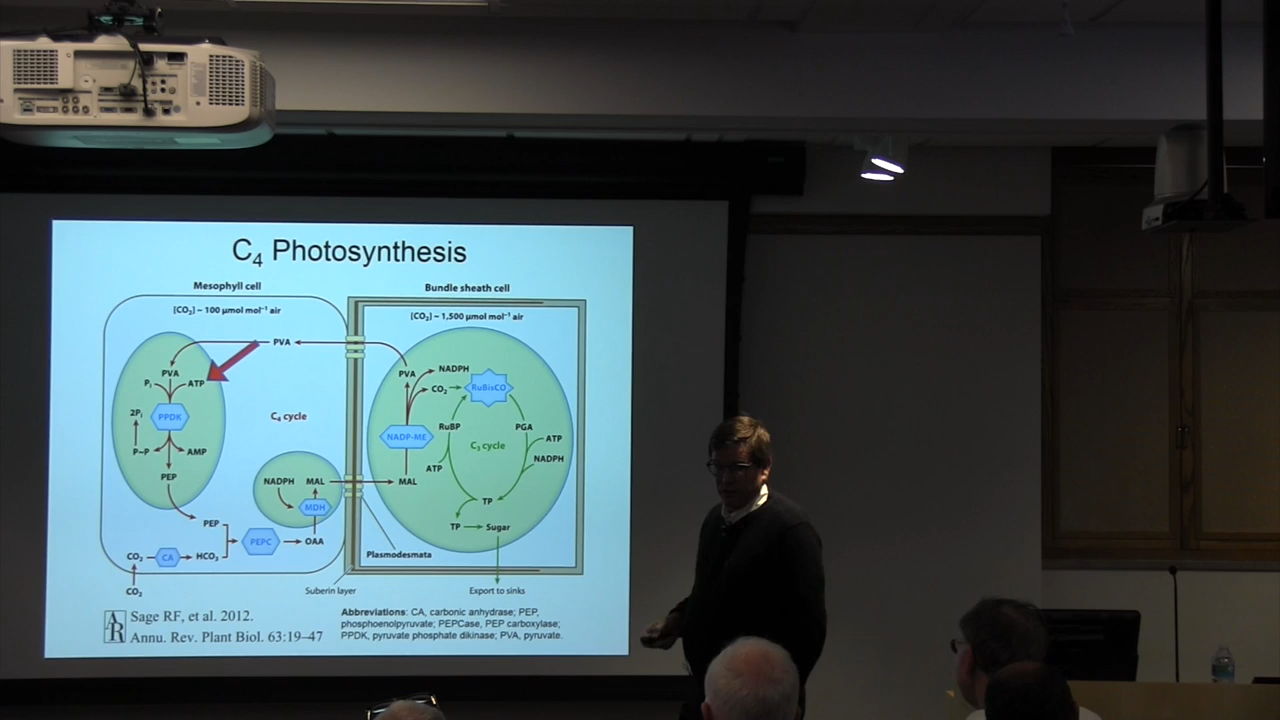 C4 Photosynthesis
Mesophyll cell
Bundle sheath cell
[CO2] ~ 100 µmol mol⁻¹ air
[CO2] ~ 1,500 µmol mol⁻¹ air
PVA
PVA
Pi
ATP
2Pi
PPDK
P~P
AMP
PEP
C4 cycle
PVA
NADPH
CO2
RuBisCO
NADP-ME
RuBP
PGA
C3 cycle
ATP
ATP
NADPH
MAL
TP
TP
Sugar
NADPH
MAL
MDH
PEP
PEPC
OAA
CO2
CA
HCO3
CO2
Plasmodesmata
Suberin layer
Export to sinks
AR
Sage RF, et al. 2012.
Annu. Rev. Plant Biol. 63:19–47
Abbreviations: CA, carbonic anhydrase; PEP,
phosphoenolpyruvate; PEPCase, PEP carboxylase;
PPDK, pyruvate phosphate dikinase; PVA, pyruvate.